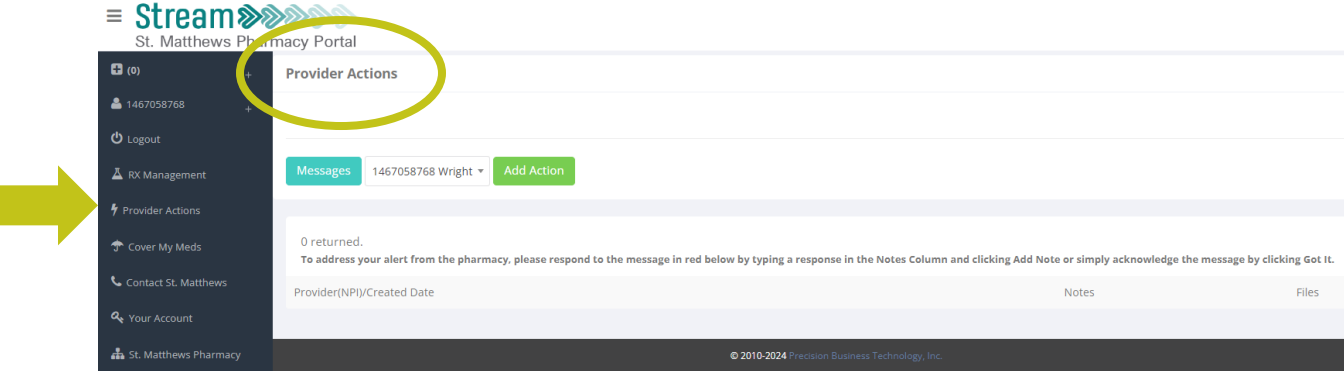 Stream
St. Matthews Pharmacy Portal
(0) +
1467058768 +
Logout
RX Management
Provider Actions
Cover My Meds
Contact St. Matthews
Your Account
St. Matthews Pharmacy
Provider Actions
Messages 1467058768 Wright Add Action
0 returned.
To address your alert from the pharmacy, please respond to the message in red below by typing a response in the Notes Column and clicking Add Note or simply acknowledge the message by clicking Got It.
Provider(NPI)/Created Date Notes Files
© 2010-2024 Precision Business Technology, Inc.